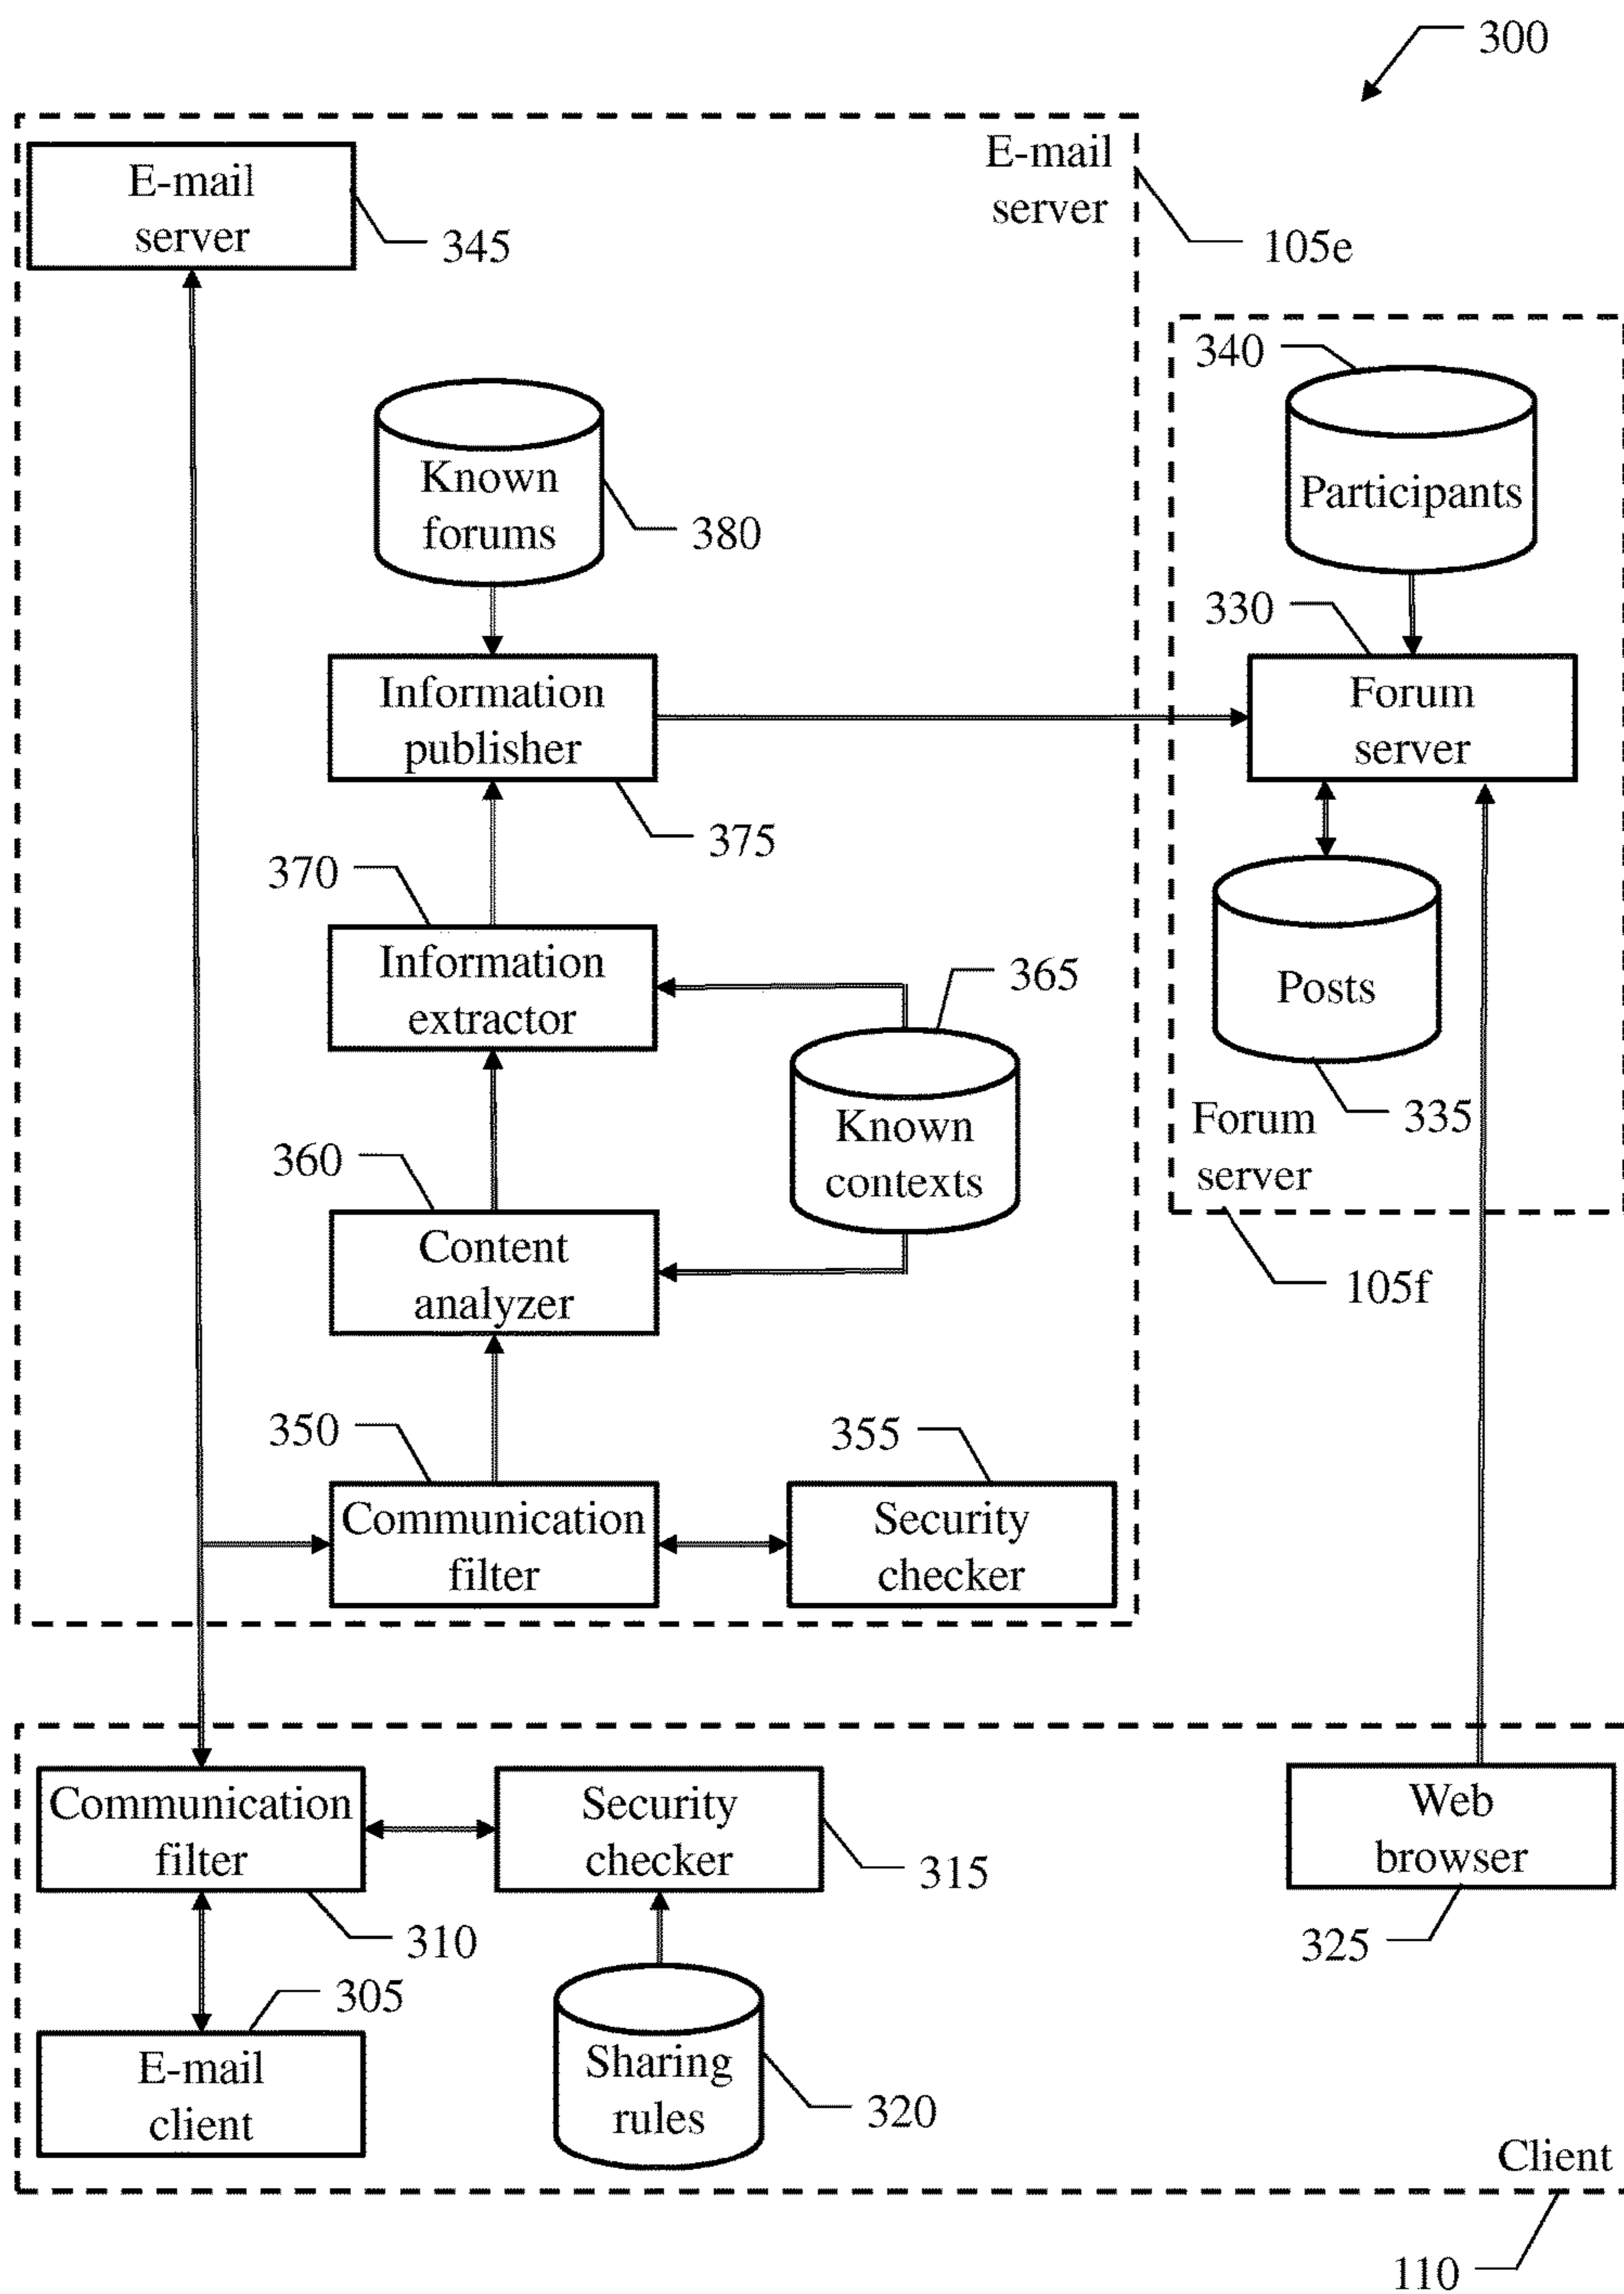 300
E-mail
server
345
E-mail
server
105e
340
Participants
Known
forums
380
330
Information
publisher
Forum
server
375
370
Information
extractor
365
Posts
335
Known
contexts
Forum
server
360
Content
analyzer
105f
350
355
Communication
filter
Security
checker
Communication
filter
Security
checker
315
Web
browser
310
325
305
E-mail
client
Sharing
rules
320
Client
110